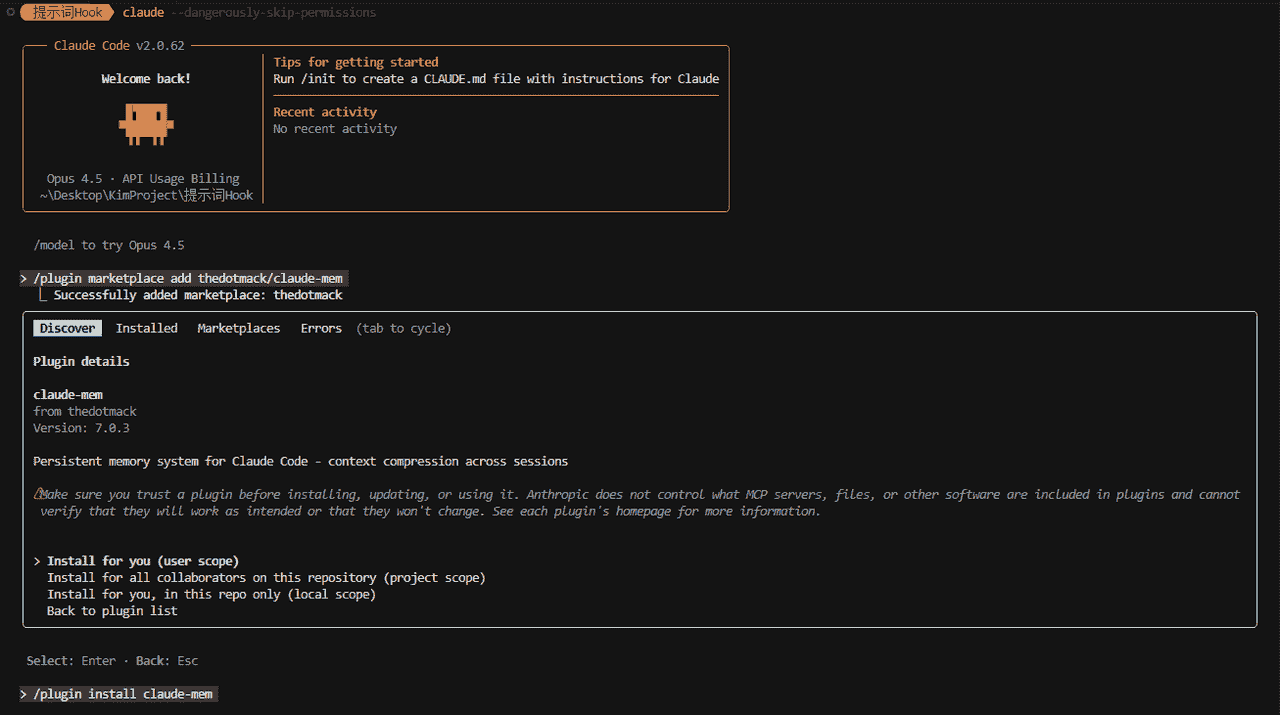 提示词Hook claude --dangerously-skip-permissions
Claude Code v2.0.62
Welcome back!
Opus 4.5 · API Usage Billing
~\Desktop\KimProject\提示词Hook
Tips for getting started
Run /init to create a CLAUDE.md file with instructions for Claude
Recent activity
No recent activity
/model to try Opus 4.5
> /plugin marketplace add thedotmack/claude-mem
Successfully added marketplace: thedotmack
Discover Installed Marketplaces Errors (tab to cycle)
Plugin details
claude-mem
from thedotmack
Version: 7.0.3
Persistent memory system for Claude Code - context compression across sessions
⚠Make sure you trust a plugin before installing, updating, or using it. Anthropic does not control what MCP servers, files, or other software are included in plugins and cannot
verify that they will work as intended or that they won't change. See each plugin's homepage for more information.
> Install for you (user scope)
Install for all collaborators on this repository (project scope)
Install for you, in this repo only (local scope)
Back to plugin list
Select: Enter · Back: Esc
> /plugin install claude-mem